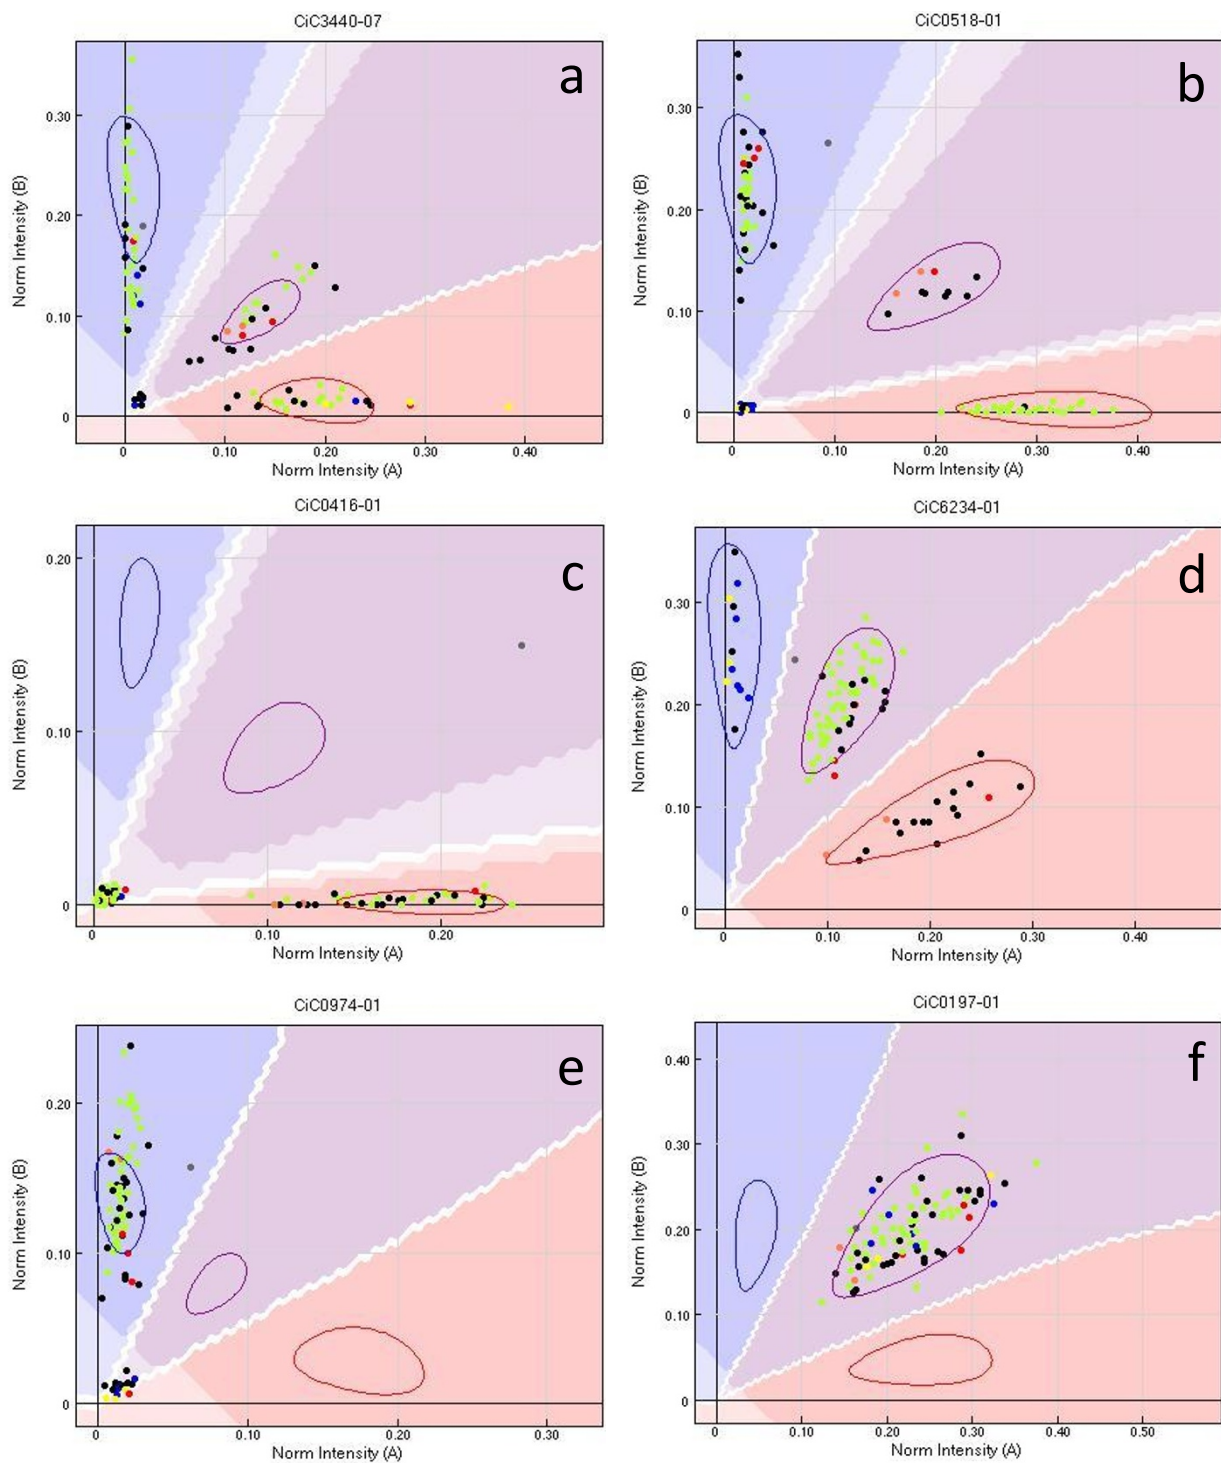 CiC3440-07
a
Norm Intensity (B)
0.30
0.20
0.10
0
0 0.10 0.20 0.30 0.40
Norm Intensity (A)
CiC0518-01
b
Norm Intensity (B)
0.30
0.20
0.10
0
0 0.10 0.20 0.30 0.40
Norm Intensity (A)
CiC0416-01
c
Norm Intensity (B)
0.20
0.10
0
0 0.10 0.20
Norm Intensity (A)
CiC6234-01
d
Norm Intensity (B)
0.30
0.20
0.10
0
0 0.10 0.20 0.30 0.40
Norm Intensity (A)
CiC0974-01
e
Norm Intensity (B)
0.20
0.10
0
0 0.10 0.20 0.30
Norm Intensity (A)
CiC0197-01
f
Norm Intensity (B)
0.40
0.30
0.20
0.10
0
0 0.10 0.20 0.30 0.40 0.50
Norm Intensity (A)